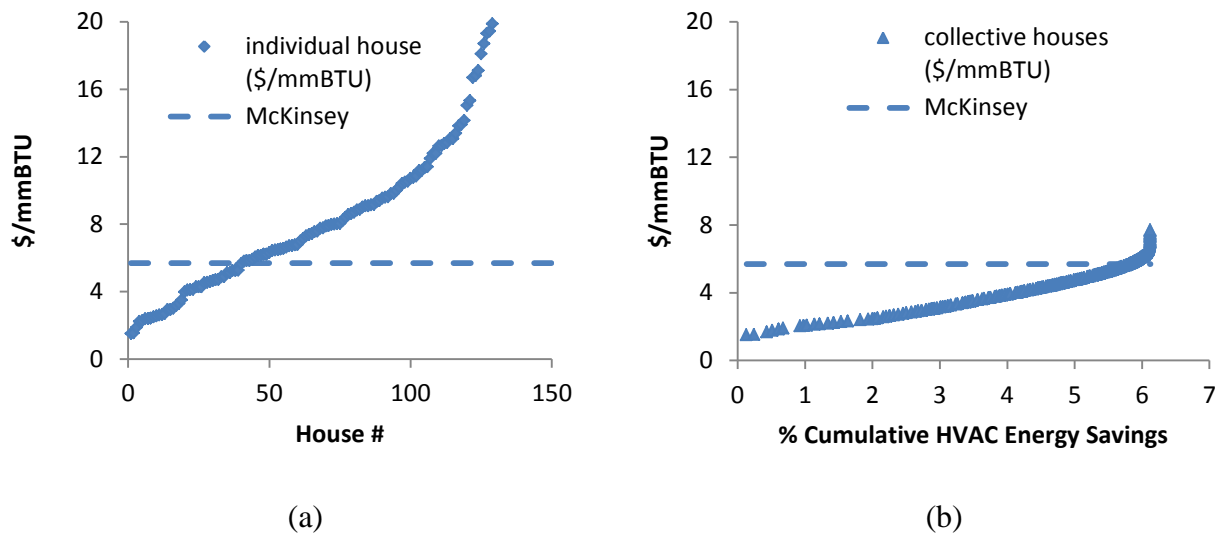 20
16
12
8
4
0
$/mmBTU
individual house
($/mmBTU)
McKinsey
0 50 100 150
House #
(a)
20
16
12
8
4
0
$/mmBTU
collective houses
($/mmBTU)
McKinsey
0 1 2 3 4 5 6 7
% Cumulative HVAC Energy Savings
(b)